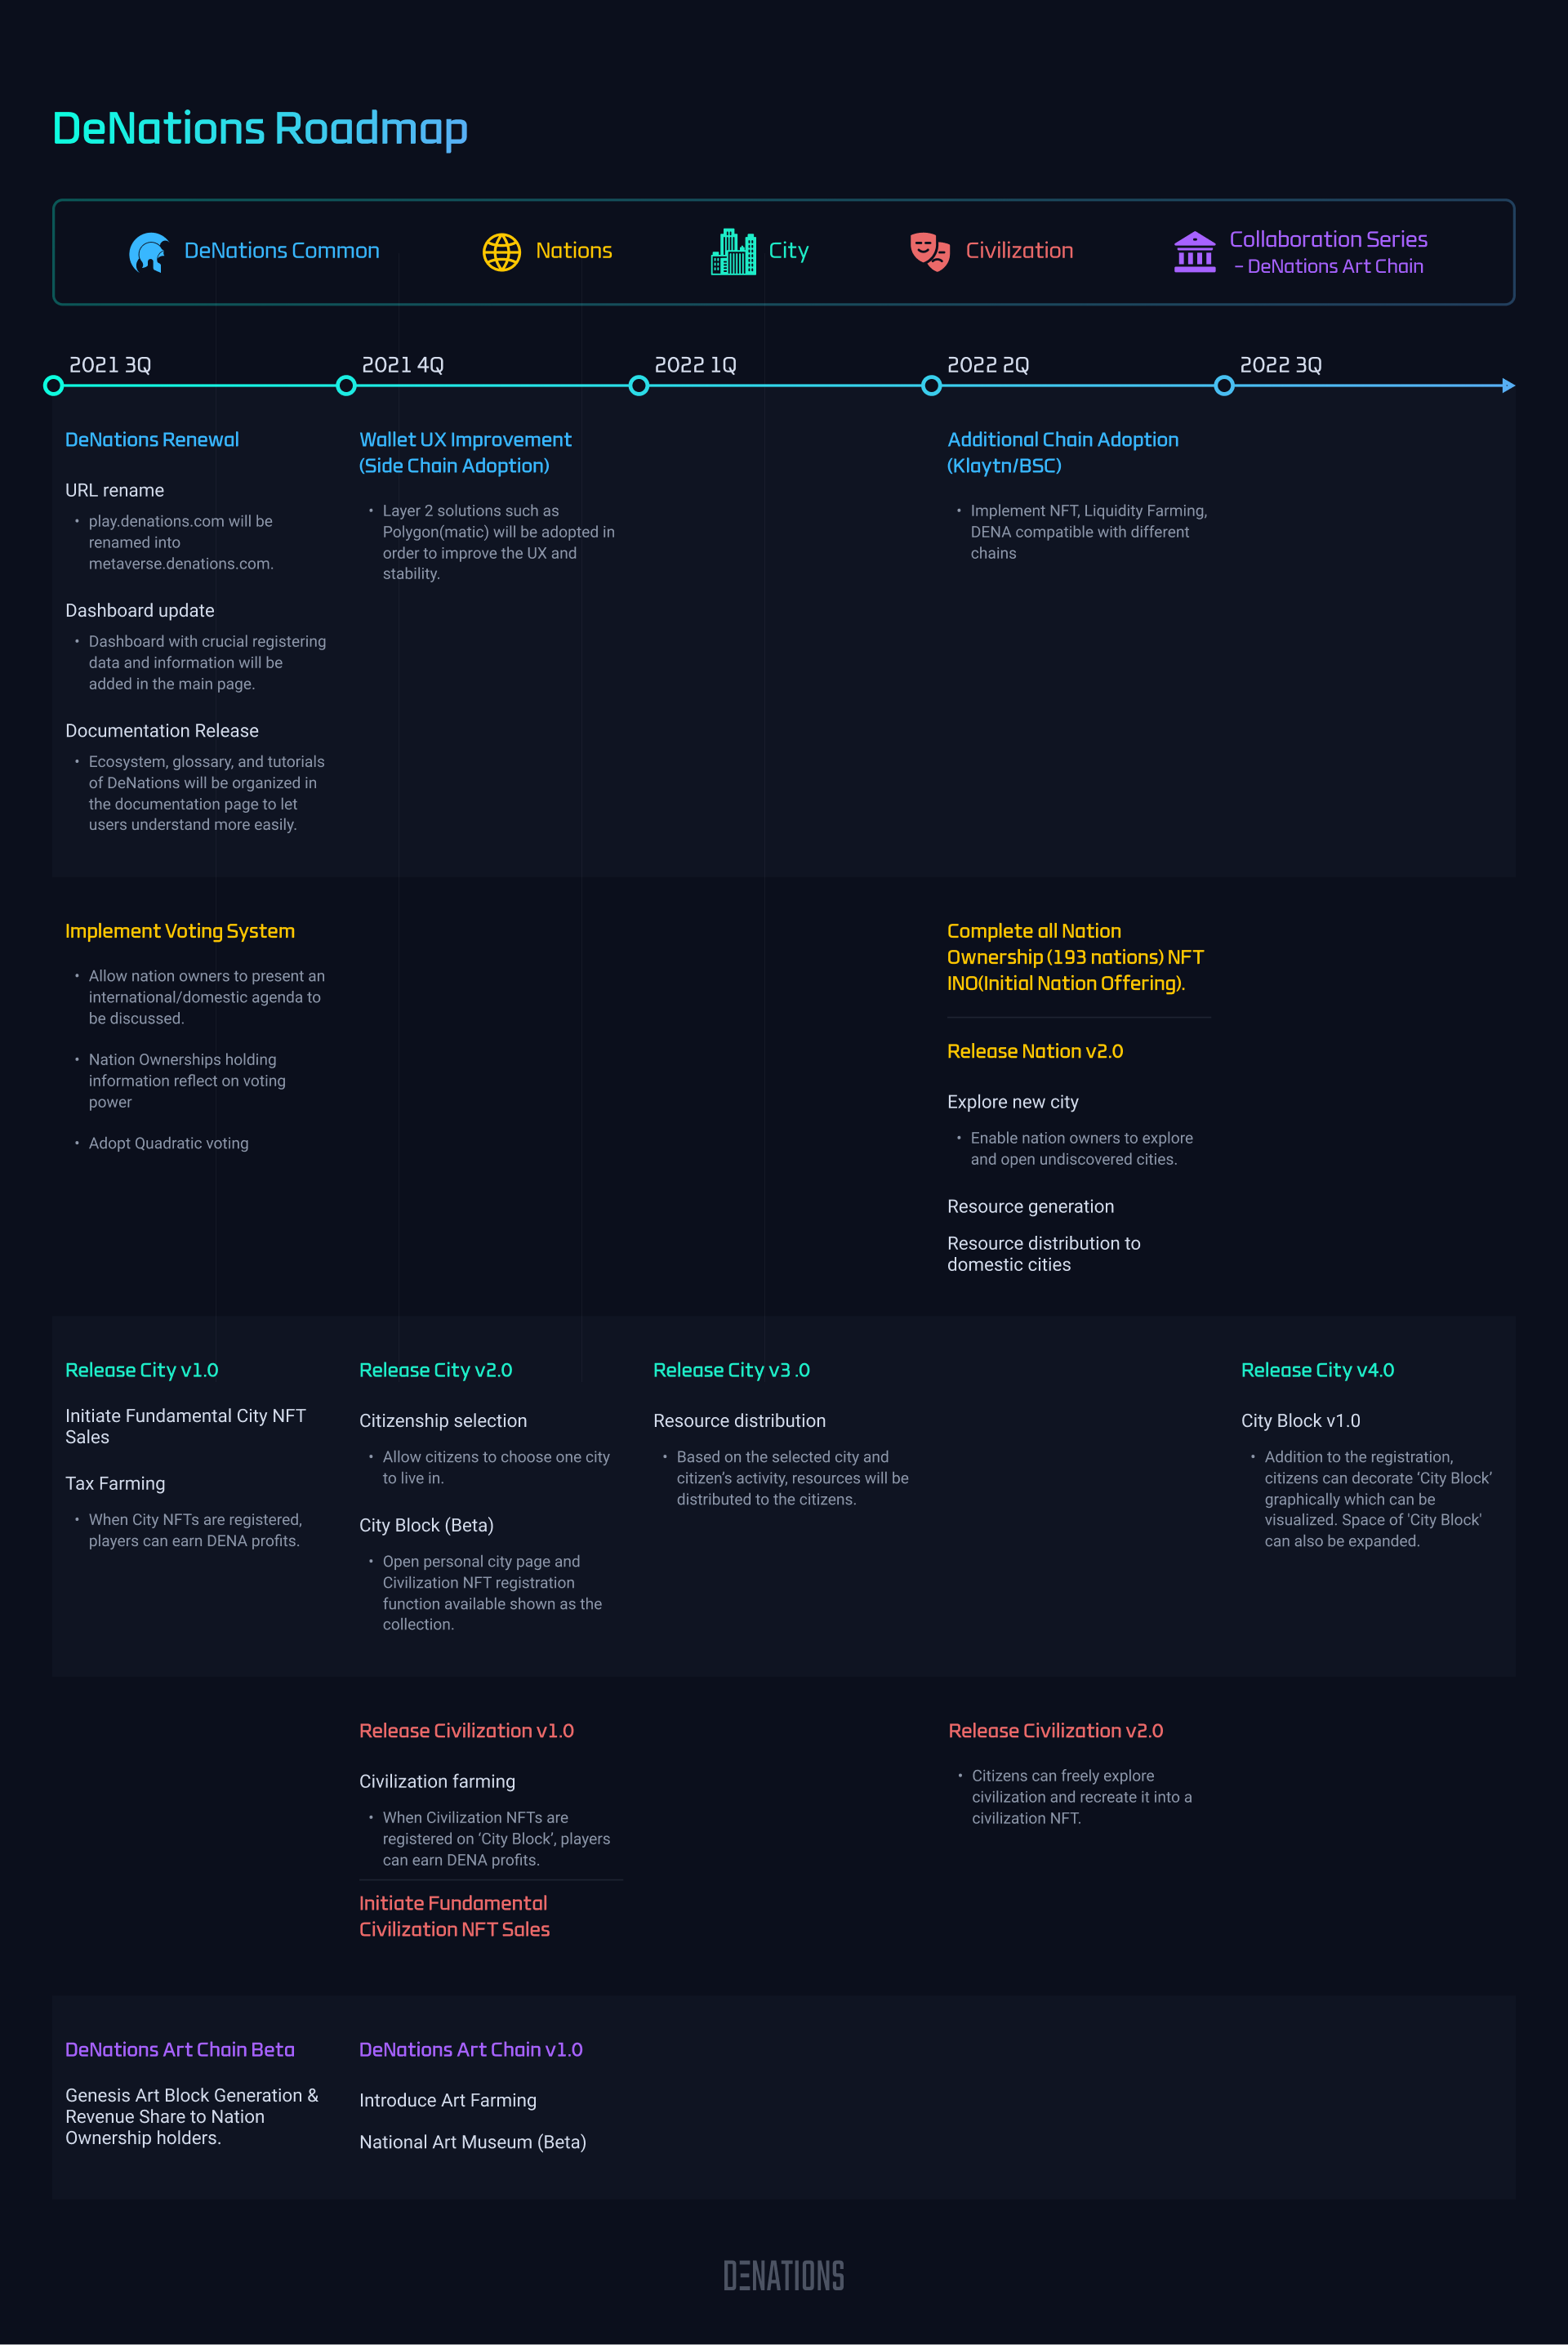 DeNations Roadmap
DeNations Common
Nations
City
Civilization
Collaboration Series
- DeNations Art Chain
2021 3Q
2021 4Q
2022 1Q
2022 2Q
2022 3Q
DeNations Renewal
URL rename
• play.denations.com will be
renamed into
metaverse.denations.com.
Dashboard update
• Dashboard with crucial registering
data and information will be
added in the main page.
Documentation Release
• Ecosystem, glossary, and tutorials
of DeNations will be organized in
the documentation page to let
users understand more easily.
Wallet UX Improvement
(Side Chain Adoption)
• Layer 2 solutions such as
Polygon(matic) will be adopted in
order to improve the UX and
stability.
Additional Chain Adoption
(Klaytn/BSC)
• Implement NFT, Liquidity Farming,
DENA compatible with different
chains
Implement Voting System
• Allow nation owners to present an
international/domestic agenda to
be discussed.
• Nation Ownerships holding
information reflect on voting
power
• Adopt Quadratic voting
Complete all Nation
Ownership (193 nations) NFT
INO(Initial Nation Offering).
Release Nation v2.0
Explore new city
• Enable nation owners to explore
and open undiscovered cities.
Resource generation
Resource distribution to
domestic cities
Release City v1.0
Initiate Fundamental City NFT
Sales
Tax Farming
• When City NFTs are registered,
players can earn DENA profits.
Release City v2.0
Citizenship selection
• Allow citizens to choose one city
to live in.
City Block (Beta)
• Open personal city page and
Civilization NFT registration
function available shown as the
collection.
Release City v3 .0
Resource distribution
• Based on the selected city and
citizen’s activity, resources will be
distributed to the citizens.
Release City v4.0
City Block v1.0
• Addition to the registration,
citizens can decorate ‘City Block’
graphically which can be
visualized. Space of 'City Block'
can also be expanded.
Release Civilization v1.0
Civilization farming
• When Civilization NFTs are
registered on ‘City Block’, players
can earn DENA profits.
Initiate Fundamental
Civilization NFT Sales
Release Civilization v2.0
• Citizens can freely explore
civilization and recreate it into a
civilization NFT.
DeNations Art Chain Beta
Genesis Art Block Generation &
Revenue Share to Nation
Ownership holders.
DeNations Art Chain v1.0
Introduce Art Farming
National Art Museum (Beta)
DENATIONS